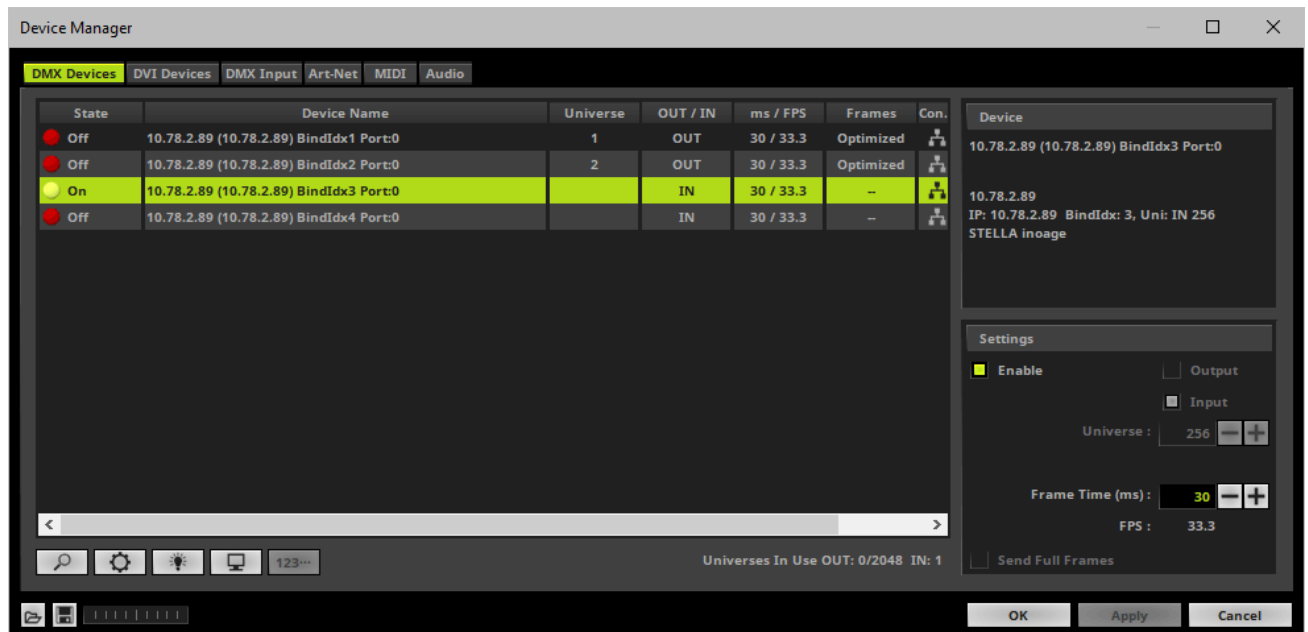 Device Manager
DMX Devices DVI Devices DMX Input Art-Net MIDI Audio
State Device Name Universe OUT / IN ms / FPS Frames Con.
Off 10.78.2.89 (10.78.2.89) BindIdx1 Port:0 1 OUT 30 / 33.3 Optimized
Off 10.78.2.89 (10.78.2.89) BindIdx2 Port:0 2 OUT 30 / 33.3 Optimized
On 10.78.2.89 (10.78.2.89) BindIdx3 Port:0 IN 30 / 33.3 --
Off 10.78.2.89 (10.78.2.89) BindIdx4 Port:0 IN 30 / 33.3 --
123...
Universes In Use OUT: 0/2048 IN: 1
Device
10.78.2.89 (10.78.2.89) BindIdx3 Port:0
10.78.2.89
IP: 10.78.2.89 BindIdx: 3, Uni: IN 256
STELLA inoage
Settings
Enable Output
Input
Universe : 256
Frame Time (ms) : 30
FPS : 33.3
Send Full Frames
OK Apply Cancel